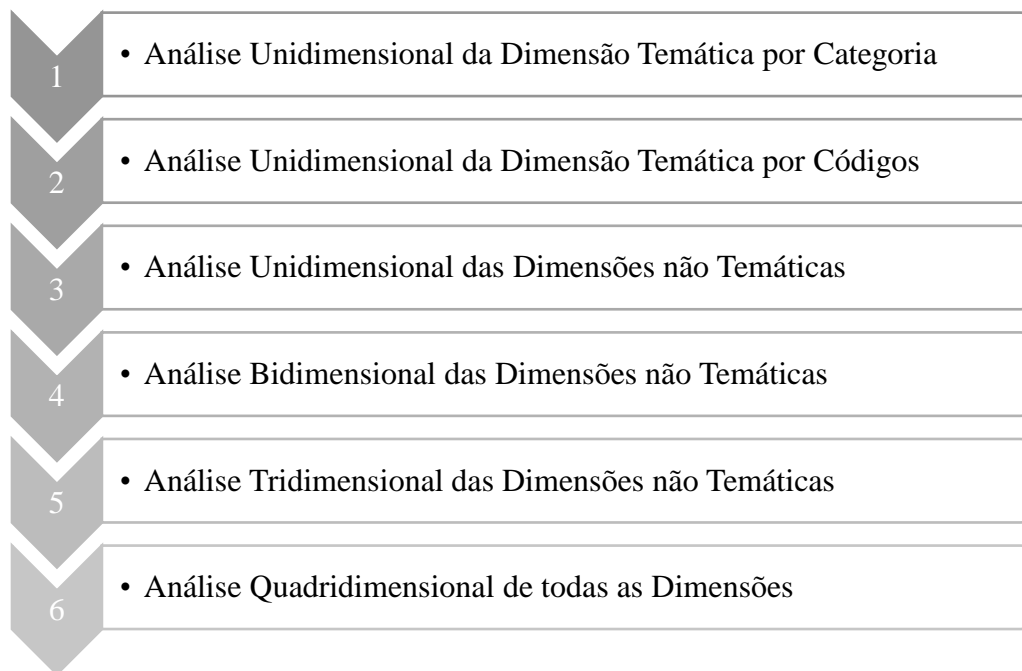 1
• Análise Unidimensional da Dimensão Temática por Categoria
2
• Análise Unidimensional da Dimensão Temática por Códigos
3
• Análise Unidimensional das Dimensões não Temáticas
4
• Análise Bidimensional das Dimensões não Temáticas
5
• Análise Tridimensional das Dimensões não Temáticas
6
• Análise Quadridimensional de todas as Dimensões